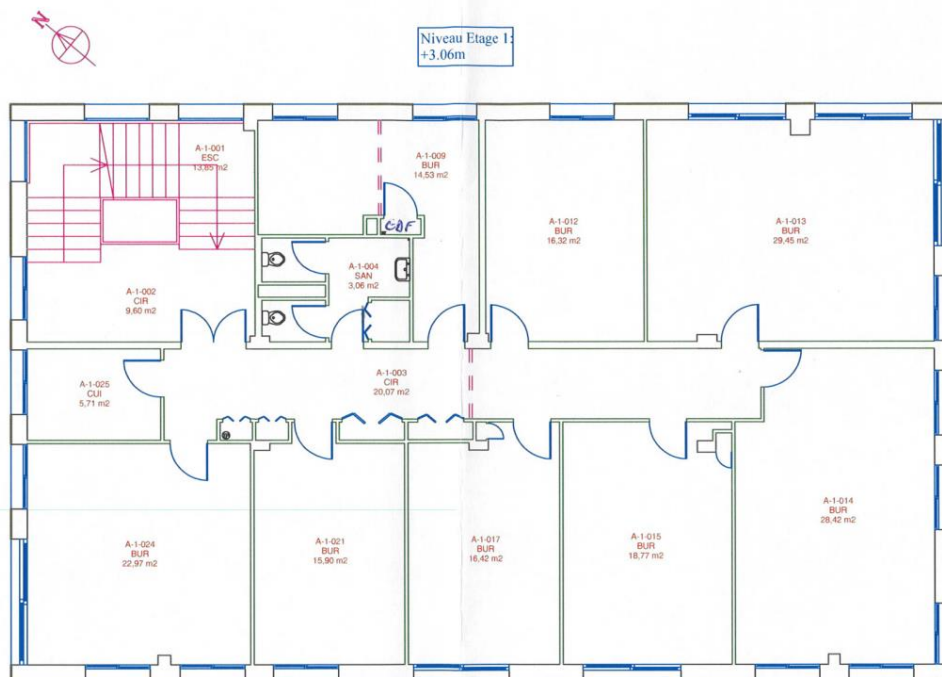 N
Niveau Etage 1:
+3.06m
A-1-001
ESC
13,85 m2
A-1-009
BUR
14,53 m2
A-1-012
BUR
16,32 m2
A-1-013
BUR
29,45 m2
EDF
A-1-004
SAN
3,06 m2
A-1-002
CIR
9,60 m2
A-1-025
CUI
5,71 m2
A-1-003
CIR
20,07 m2
A-1-024
BUR
22,97 m2
A-1-021
BUR
15,90 m2
A-1-017
BUR
16,42 m2
A-1-015
BUR
18,77 m2
A-1-014
BUR
28,42 m2